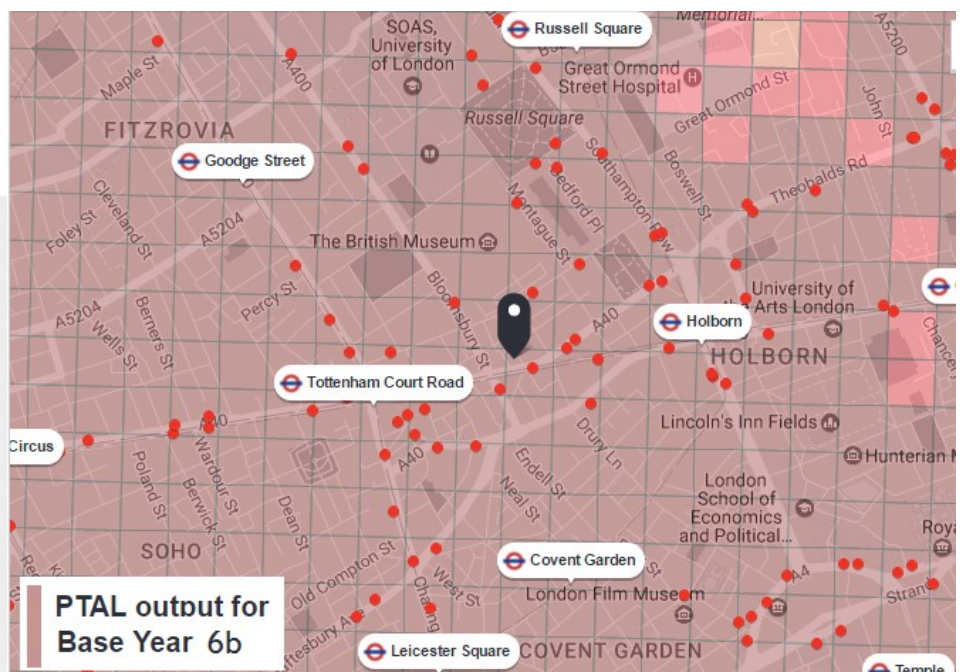 SOAS,
University
of London
Russell Square
Memorial...
A5200
Maple St
A400
Great Ormond
Street Hospital
Great Ormond St
John St
FITZROVIA
Russell Square
Goodge Street
Southampton Row
Boswell St
Theobalds Rd
Bedford Pl
Montague St
Cleveland St
Foley St
A5204
The British Museum
Percy St
Bloomsbury St
University of
the Arts London
A5204
Berners St
Wells St
A40
Holborn
HOLBORN
Tottenham Court Road
Lincoln's Inn Fields
Drury Ln
Circus
A40
Wardour St
A40
Hunterian M
Poland St
Berwick St
Dean St
Endell St
Neal St
London
School of
Economics
and Political...
Roya
SOHO
Old Compton St
West St
Covent Garden
A4
London Film Museum
Strand
PTAL output for
Base Year 6b
Leicester Square
COVENT GARDEN
Temple